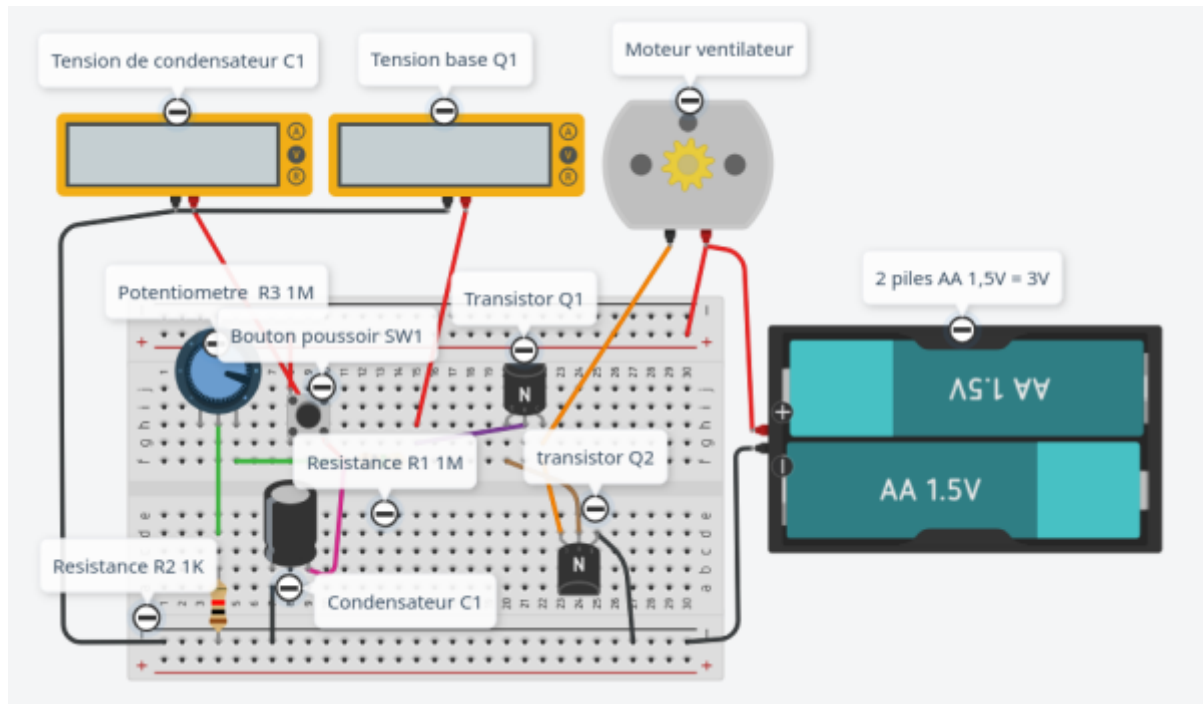 Tension de condensateur C1
Tension base Q1
Moteur ventilateur
A
V
R
A
V
R
2 piles AA 1,5V = 3V
Potentiometre R3 1M
Transistor Q1
Bouton poussoir SW1
N
AA 1.5V
Resistance R1 1M
transistor Q2
AA 1.5V
Resistance R2 1K
N
Condensateur C1